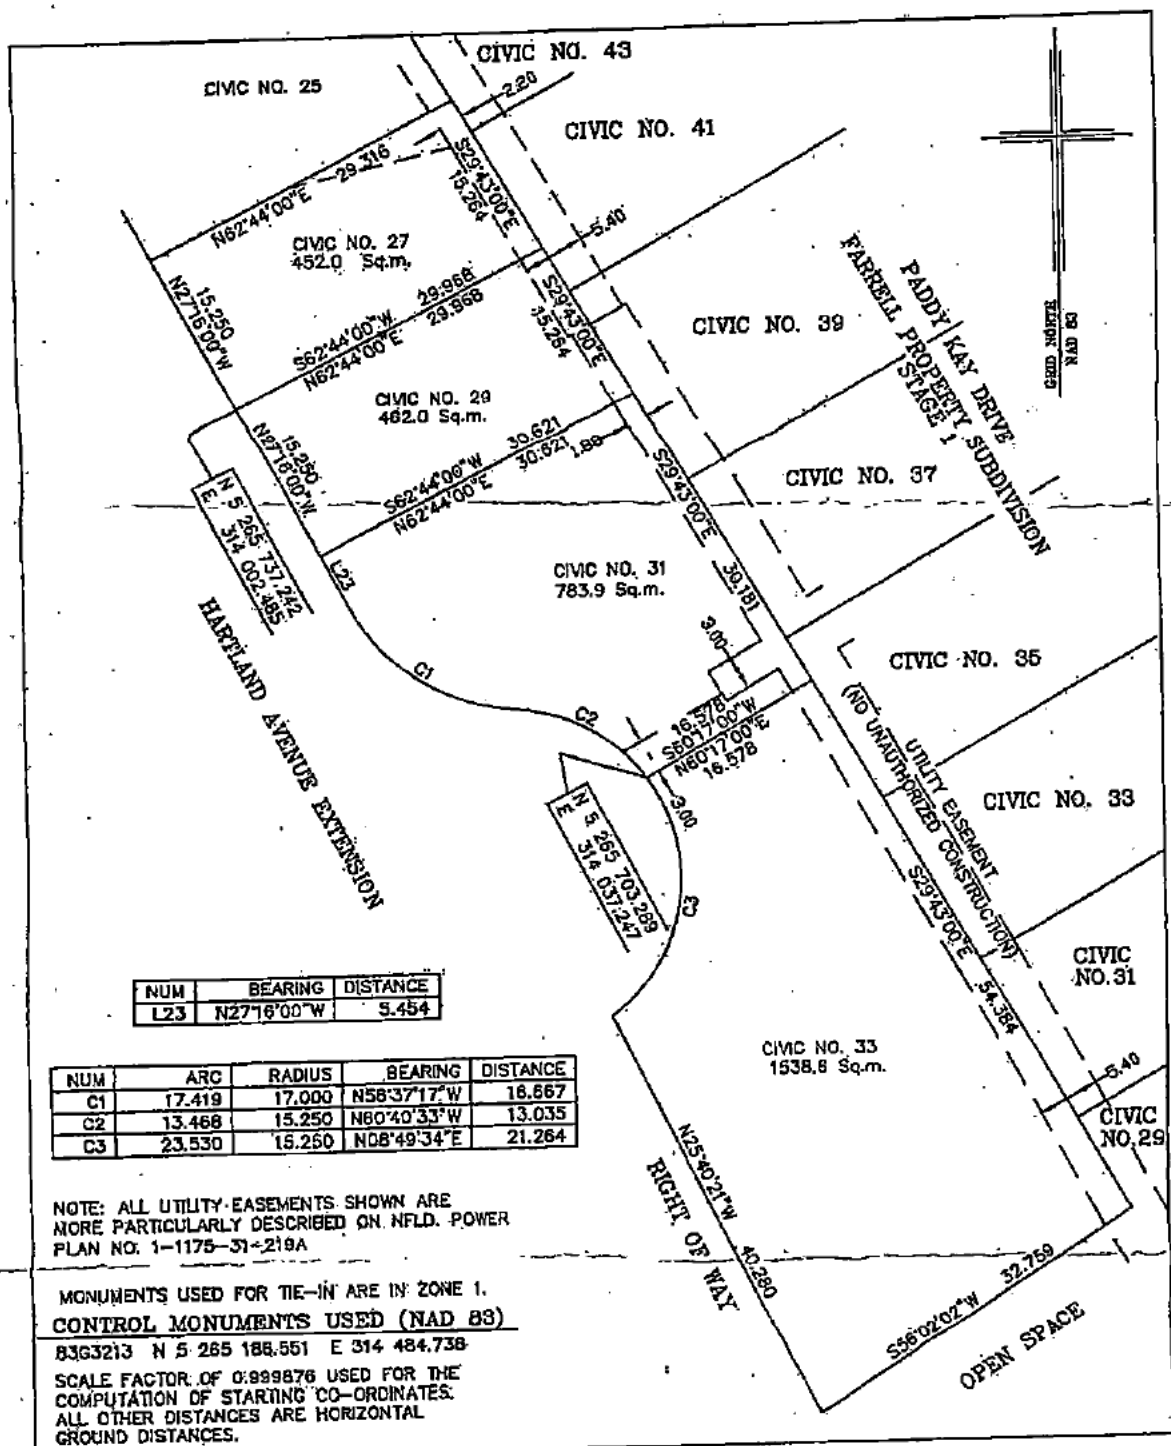 CIVIC NO. 43
CIVIC NO. 25
2.20
CIVIC NO. 41
N62°44'00"E 29.316
S29°43'00"E
15.264
5.40
CIVIC NO. 27
452.0 Sq.m.
15.250
N27°16'00"W
S62°44'00"W 29.968
N62°44'00"E 29.968
S29°43'00"E
15.264
CIVIC NO. 39
PADDY KAY DRIVE
FARRELL PROPERTY SUBDIVISION
STAGE 1
GRID NORTH
NAD 83
CIVIC NO. 29
462.0 Sq.m.
15.250
N27°16'00"W
S62°44'00"W 30.621
N62°44'00"E 30.621
1.80
S29°43'00"E
30.181
CIVIC NO. 37
N 5 265 737.242
E 314 002.485
L23
CIVIC NO. 31
783.9 Sq.m.
HARTLAND AVENUE EXTENSION
C1
C2
3.00
16.578
S60°17'00"W
N60°17'00"E
16.578
CIVIC NO. 35
UTILITY EASEMENT
(NO UNAUTHORIZED CONSTRUCTION)
CIVIC NO. 33
N 5 265 703.289
E 314 037.247
3.00
C3
S29°43'00"E 54.384
CIVIC
NO. 31
NUM BEARING DISTANCE
L23 N27°16'00"W 5.454
CIVIC NO. 33
1538.6 Sq.m.
5.40
CIVIC
NO. 29
NUM ARC RADIUS BEARING DISTANCE
C1 17.419 17.000 N56°37'17"W 16.667
C2 13.468 15.250 N60°40'33"W 13.035
C3 23.530 15.250 N08°49'34"E 21.264
N25°40'21"W 40.280
RIGHT OF WAY
S56°02'02"W 32.759
OPEN SPACE
NOTE: ALL UTILITY EASEMENTS SHOWN ARE
MORE PARTICULARLY DESCRIBED ON NFLD. POWER
PLAN NO. 1-1175-31-219A
MONUMENTS USED FOR TIE-IN ARE IN ZONE 1.
CONTROL MONUMENTS USED (NAD 83)
83G3213 N 5 265 188.551 E 314 484.738
SCALE FACTOR OF 0.999876 USED FOR THE
COMPUTATION OF STARTING CO-ORDINATES.
ALL OTHER DISTANCES ARE HORIZONTAL
GROUND DISTANCES.